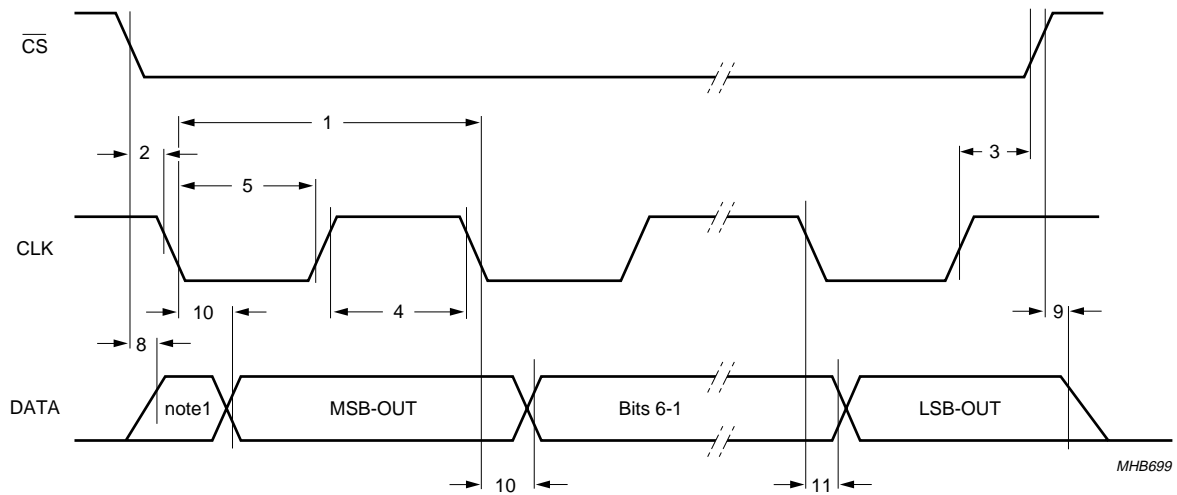 C̅S̅
1
2
3
5
CLK
10
4
9
8
DATA
note1
MSB-OUT
Bits 6-1
LSB-OUT
MHB699
10
11